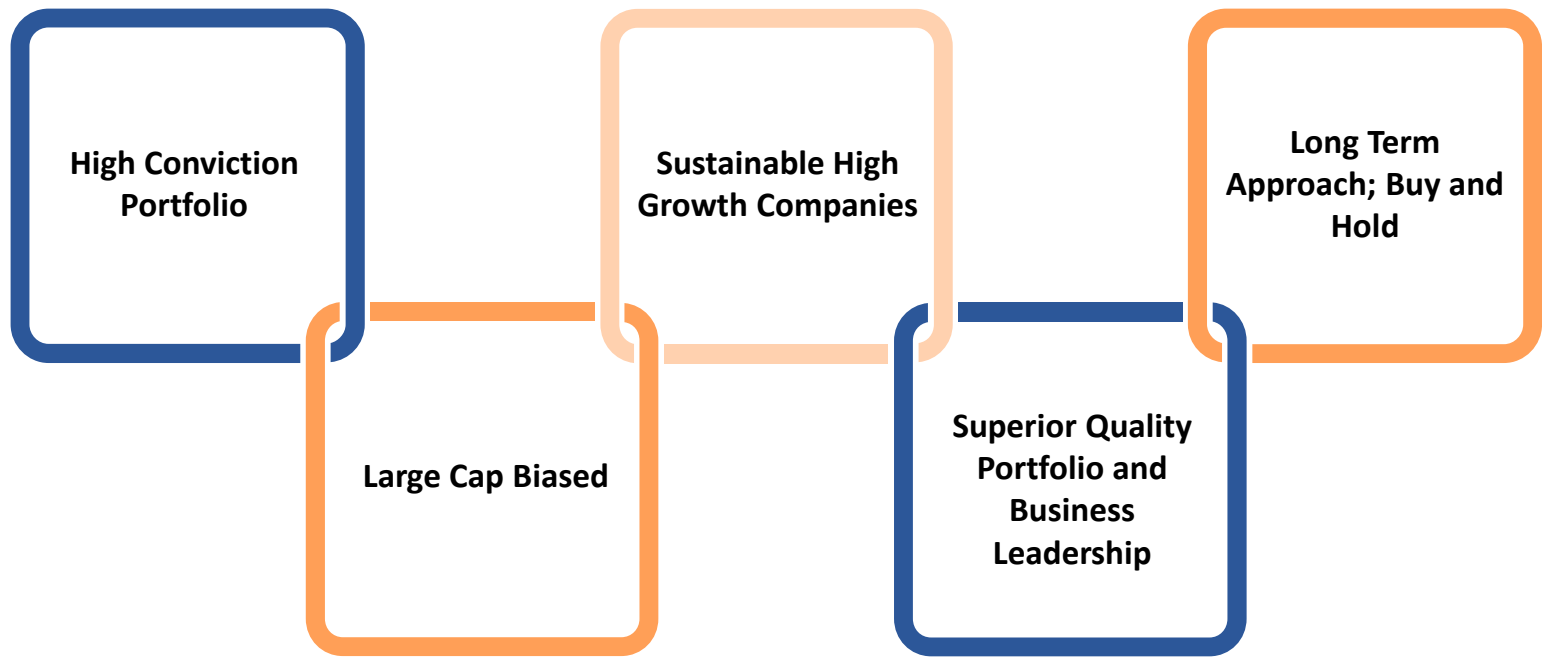 High Conviction
Portfolio
Large Cap Biased
Sustainable High
Growth Companies
Superior Quality
Portfolio and
Business
Leadership
Long Term
Approach; Buy and
Hold